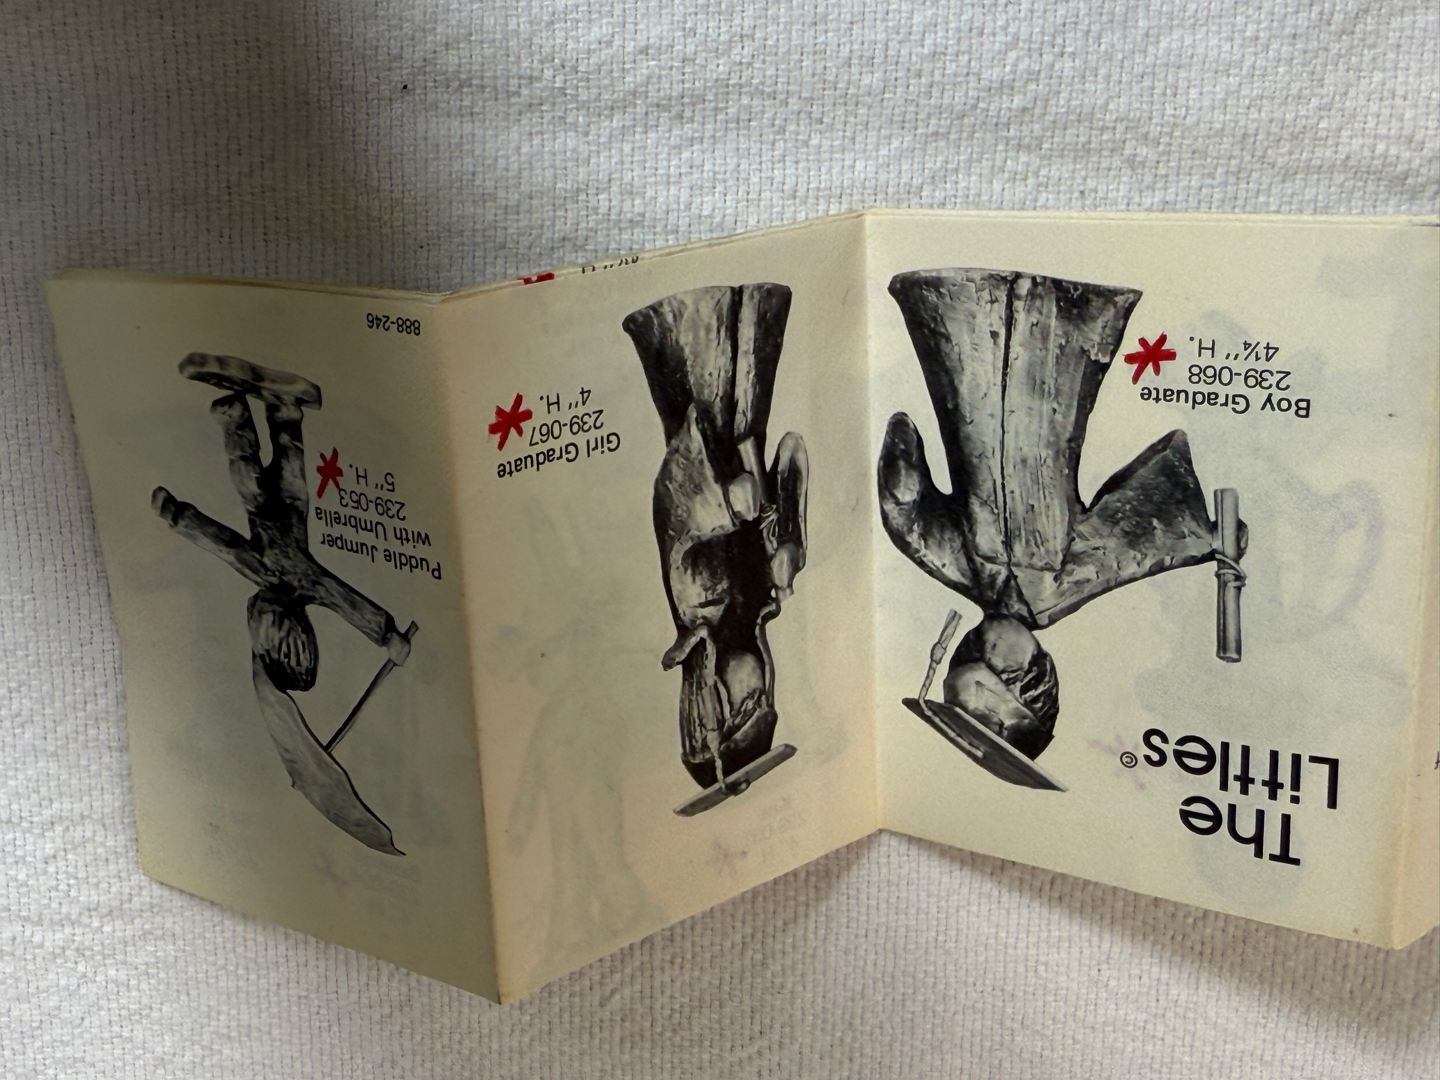 The
Littles©
Boy Graduate
239-068
4¼" H.
Girl Graduate
239-067
4" H.
Puddle Jumper
with Umbrella
239-053
5" H.
888-246